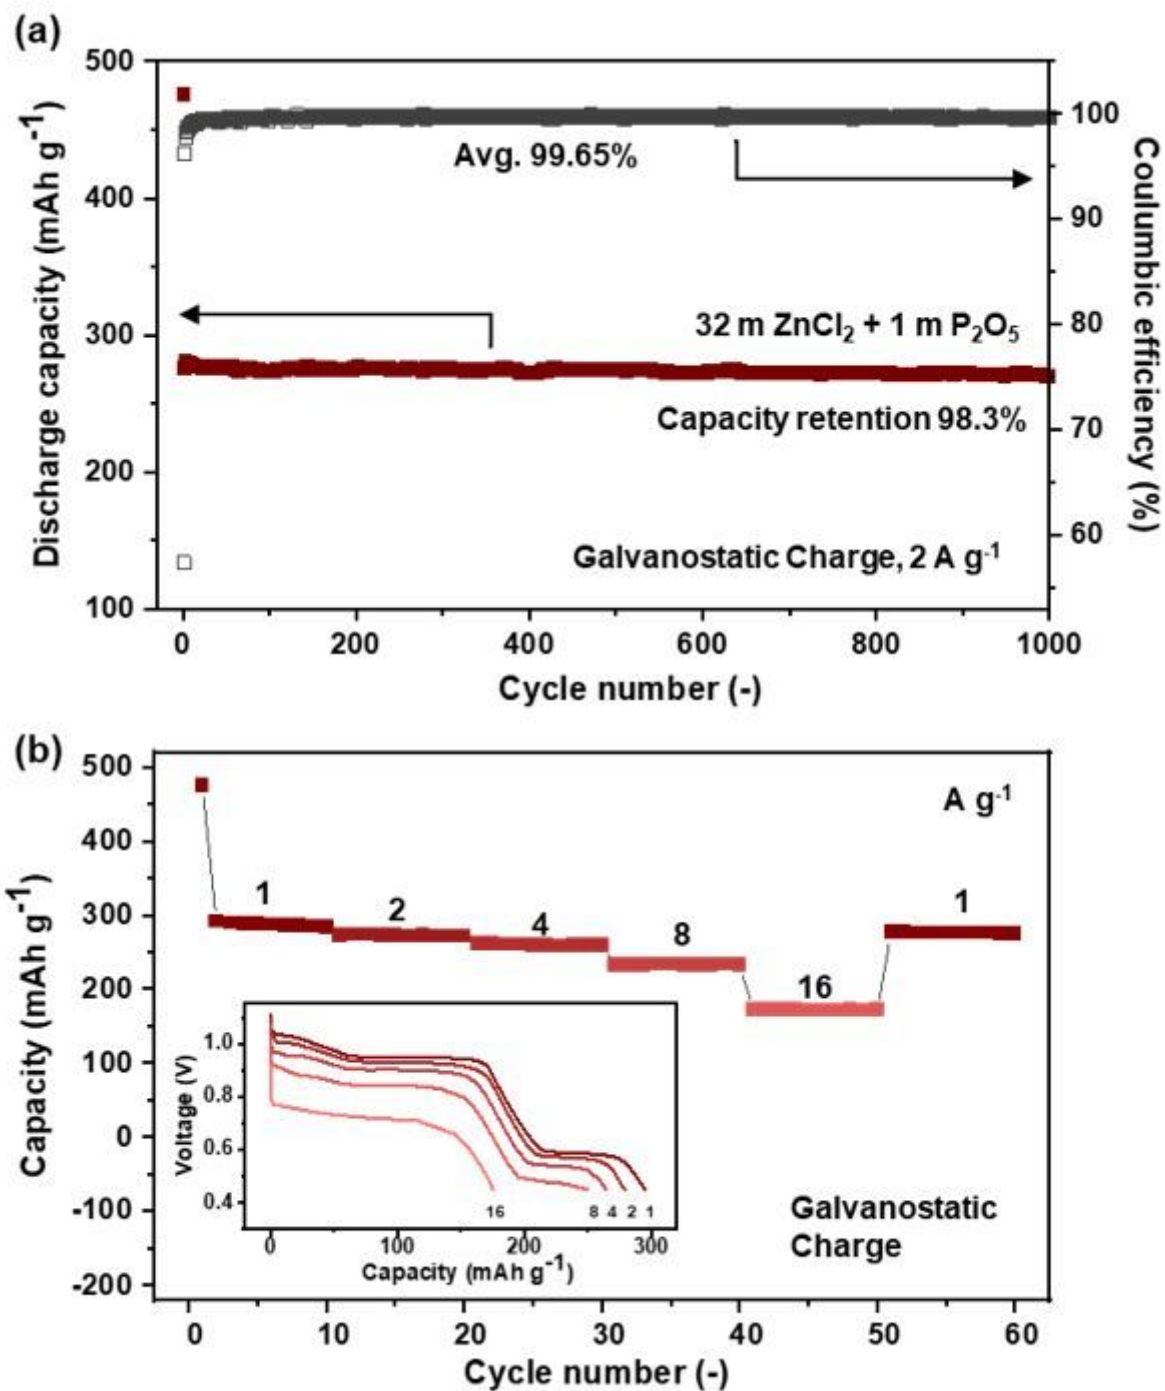 (a)
500
400
300
200
100
Discharge capacity (mAh g⁻¹)
100
90
80
70
60
Coulumbic efficiency (%)
Avg. 99.65%
32 m ZnCl₂ + 1 m P₂O₅
Capacity retention 98.3%
Galvanostatic Charge, 2 A g⁻¹
0 200 400 600 800 1000
Cycle number (-)
(b)
500
400
300
200
100
0
-100
-200
Capacity (mAh g⁻¹)
A g⁻¹
1 2 4 8 16 1
1.0
0.8
0.6
0.4
Voltage (V)
16 8 4 2 1
0 100 200 300
Capacity (mAh g⁻¹)
Galvanostatic
Charge
0 10 20 30 40 50 60
Cycle number (-)